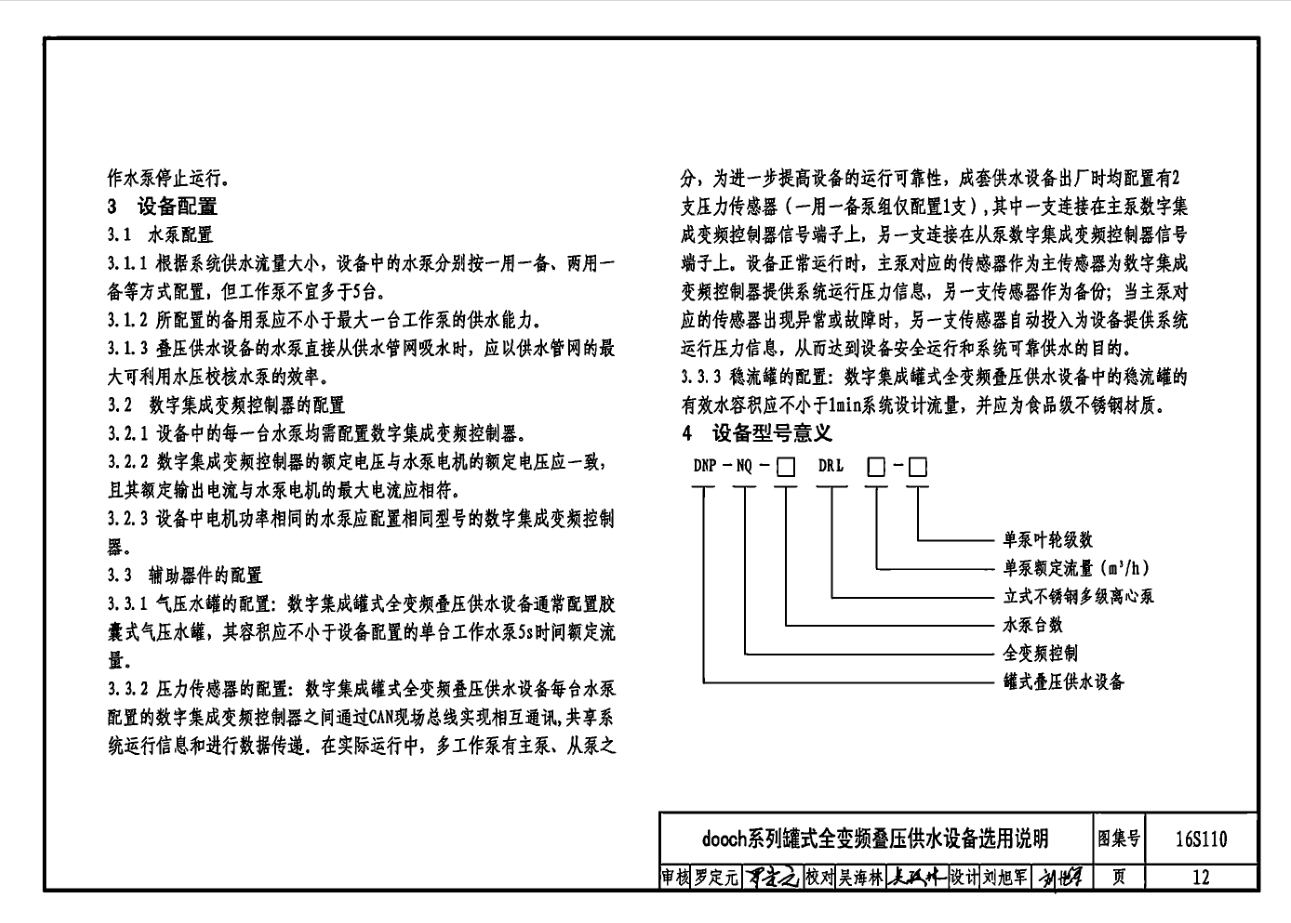 作水泵停止运行。
3 设备配置
3.1 水泵配置
3.1.1 根据系统供水流量大小，设备中的水泵分别按一用一备、两用一
备等方式配置，但工作泵不宜多于5台。
3.1.2 所配置的备用泵应不小于最大一台工作泵的供水能力。
3.1.3 叠压供水设备的水泵直接从供水管网吸水时，应以供水管网的最
大可利用水压校核水泵的效率。
3.2 数字集成变频控制器的配置
3.2.1 设备中的每一台水泵均需配置数字集成变频控制器。
3.2.2 数字集成变频控制器的额定电压与水泵电机的额定电压应一致，
且其额定输出电流与水泵电机的最大电流应相符。
3.2.3 设备中电机功率相同的水泵应配置相同型号的数字集成变频控制
器。
3.3 辅助器件的配置
3.3.1 气压水罐的配置：数字集成罐式全变频叠压供水设备通常配置胶
囊式气压水罐，其容积应不小于设备配置的单台工作水泵5s时间额定流
量。
3.3.2 压力传感器的配置：数字集成罐式全变频叠压供水设备每台水泵
配置的数字集成变频控制器之间通过CAN现场总线实现相互通讯,共享系
统运行信息和进行数据传递。在实际运行中，多工作泵有主泵、从泵之
分，为进一步提高设备的运行可靠性，成套供水设备出厂时均配置有2
支压力传感器（一用一备泵组仅配置1支）,其中一支连接在主泵数字集
成变频控制器信号端子上，另一支连接在从泵数字集成变频控制器信号
端子上。设备正常运行时，主泵对应的传感器作为主传感器为数字集成
变频控制器提供系统运行压力信息，另一支传感器作为备份；当主泵对
应的传感器出现异常或故障时，另一支传感器自动投入为设备提供系统
运行压力信息，从而达到设备安全运行和系统可靠供水的目的。
3.3.3 稳流罐的配置：数字集成罐式全变频叠压供水设备中的稳流罐的
有效水容积应不小于1min系统设计流量，并应为食品级不锈钢材质。
4 设备型号意义
DNP－NQ－□ DRL □－□
单泵叶轮级数
单泵额定流量（m³/h）
立式不锈钢多级离心泵
水泵台数
全变频控制
罐式叠压供水设备
dooch系列罐式全变频叠压供水设备选用说明 图集号 16S110
审核 罗定元 罗定元 校对 吴海林 吴海林 设计 刘旭军 刘旭军 页 12